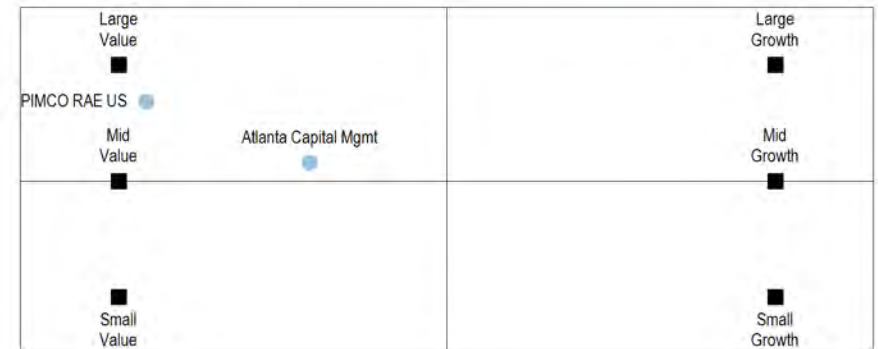 Large
Value
Large
Growth
PIMCO RAE US
Mid
Value
Atlanta Capital Mgmt
Mid
Growth
Small
Value
Small
Growth